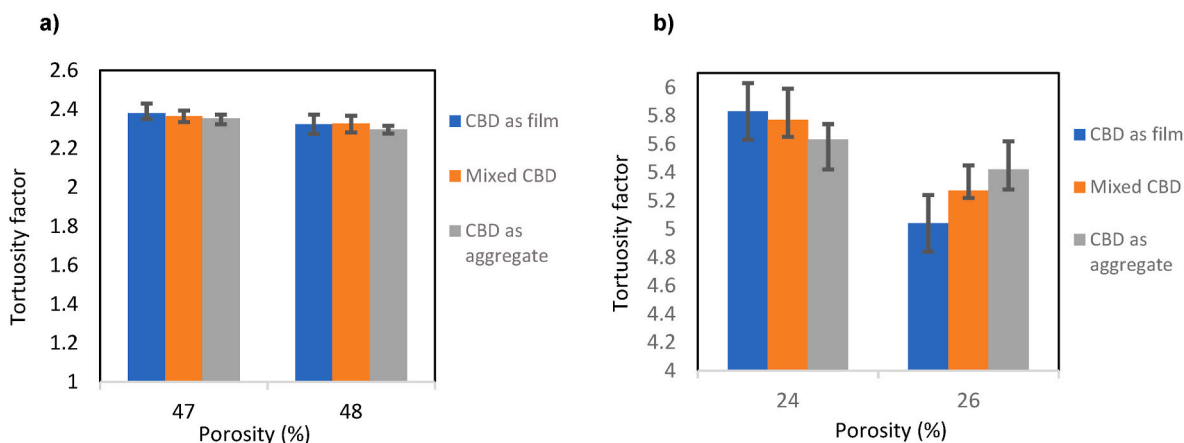 a)
2.6
2.4
2.2
2
1.8
1.6
1.4
1.2
1
Tortuosity factor
47
48
Porosity (%)
CBD as film
Mixed CBD
CBD as
aggregate
b)
6
5.8
5.6
5.4
5.2
5
4.8
4.6
4.4
4.2
4
Tortuosity factor
24
26
Porosity (%)
CBD as film
Mixed CBD
CBD as
aggregate